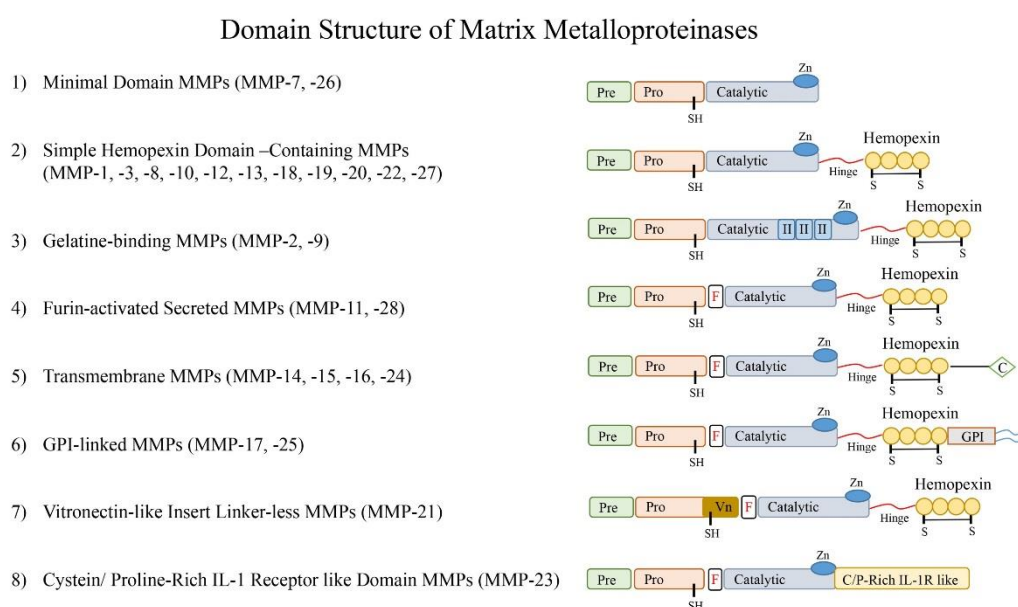 Domain Structure of Matrix Metalloproteinases
1) Minimal Domain MMPs (MMP-7, -26)
Zn
Pre Pro Catalytic
SH
2) Simple Hemopexin Domain –Containing MMPs
(MMP-1, -3, -8, -10, -12, -13, -18, -19, -20, -22, -27)
Zn Hemopexin
Pre Pro Catalytic
SH Hinge S S
3) Gelatine-binding MMPs (MMP-2, -9)
Zn Hemopexin
Pre Pro Catalytic II II II
SH Hinge S S
4) Furin-activated Secreted MMPs (MMP-11, -28)
Zn Hemopexin
Pre Pro F Catalytic
SH Hinge S S
5) Transmembrane MMPs (MMP-14, -15, -16, -24)
Zn Hemopexin
Pre Pro F Catalytic C
SH Hinge S S
6) GPI-linked MMPs (MMP-17, -25)
Zn Hemopexin
Pre Pro F Catalytic GPI
SH Hinge S S
7) Vitronectin-like Insert Linker-less MMPs (MMP-21)
Zn Hemopexin
Pre Pro Vn F Catalytic
SH Hinge S S
8) Cystein/ Proline-Rich IL-1 Receptor like Domain MMPs (MMP-23)
Zn
Pre Pro F Catalytic C/P-Rich IL-1R like
SH